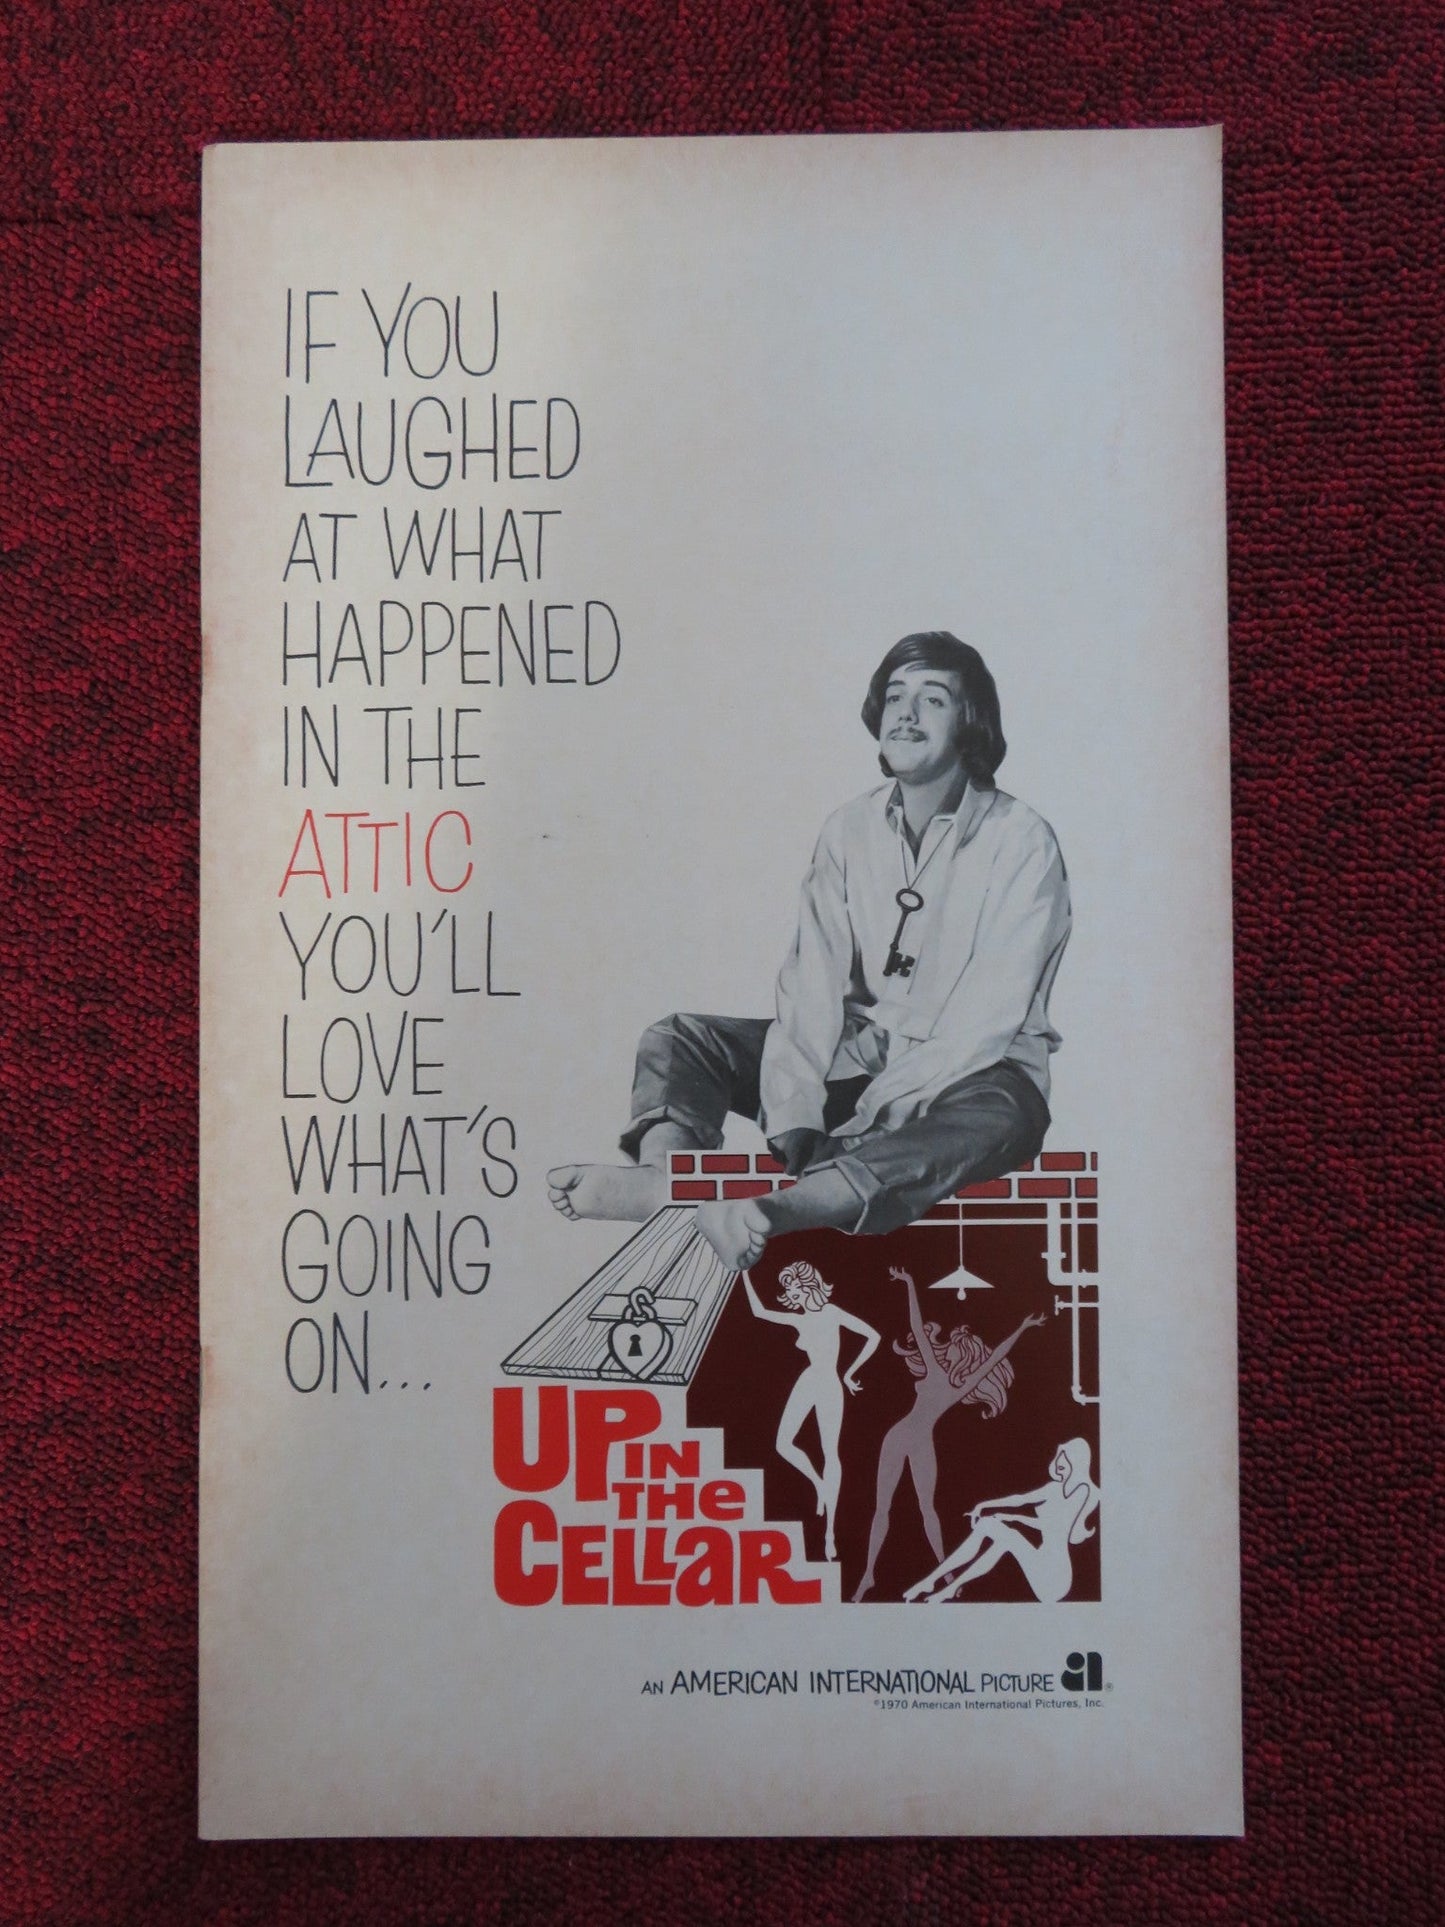 IF YOU
LAUGHED
AT WHAT
HAPPENED
IN THE
ATTIC
YOU'LL
LOVE
WHAT'S
GOING
ON...
UP IN
THE
CELLAR
AN AMERICAN INTERNATIONAL PICTURE ai®
©1970 American International Pictures, Inc.